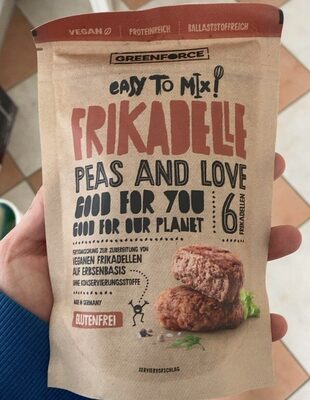 VEGAN | PROTEINREICH | BALLASTSTOFFREICH
GREENFORCE
EASY TO MIX!
FRIKADELLE
PEAS AND LOVE
GOOD FOR YOU
GOOD FOR OUR PLANET
6 FRIKADELLEN
FERTIGMISCHUNG ZUR ZUBEREITUNG VON
VEGANEN FRIKADELLEN
AUF ERBSENBASIS
OHNE KONSERVIERUNGSSTOFFE
MADE IN GERMANY
GLUTENFREI
SERVIERVORSCHLAG